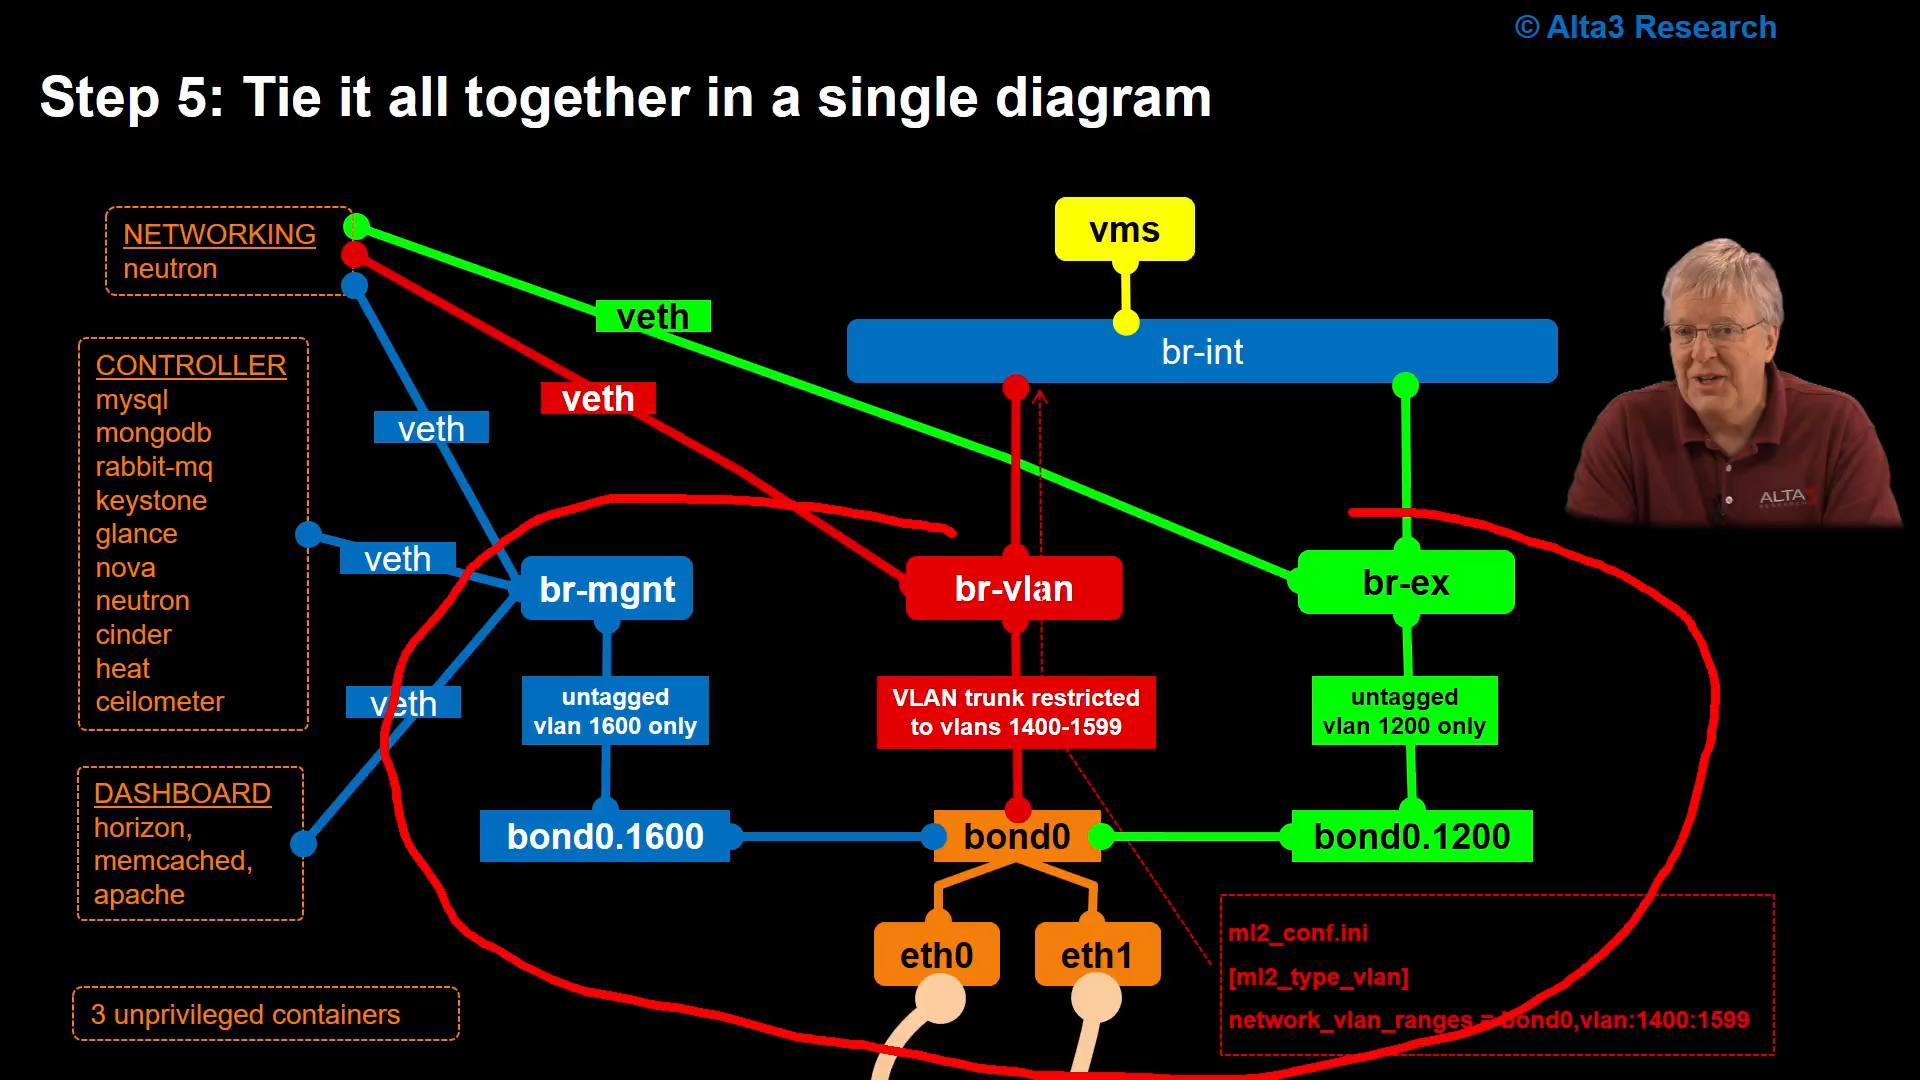 © Alta3 Research
Step 5: Tie it all together in a single diagram
NETWORKING
neutron
CONTROLLER
mysql
mongodb
rabbit-mq
keystone
glance
nova
neutron
cinder
heat
ceilometer
DASHBOARD
horizon,
memcached,
apache
3 unprivileged containers
veth
veth
veth
veth
veth
vms
br-int
br-mgnt
br-vlan
br-ex
untagged
vlan 1600 only
VLAN trunk restricted
to vlans 1400-1599
untagged
vlan 1200 only
bond0.1600
bond0
bond0.1200
eth0
eth1
ml2_conf.ini
[ml2_type_vlan]
network_vlan_ranges = bond0,vlan:1400:1599
ALTA3
RESEARCH